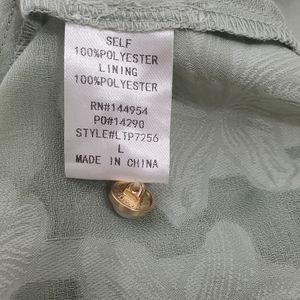 SELF
100%POLYESTER
LINING
100%POLYESTER
RN#144954
PO#14290
STYLE#LTP7256
L
MADE IN CHINA